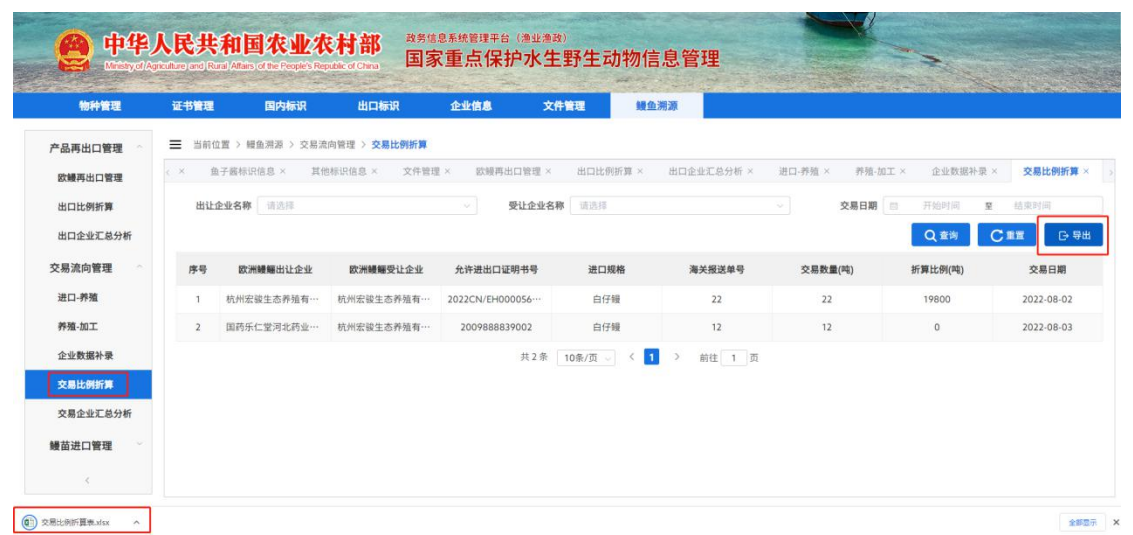 中华人民共和国农业农村部
Ministry of Agriculture and Rural Affairs of the People's Republic of China
政务信息系统管理平台（渔业渔政）
国家重点保护水生野生动物信息管理
物种管理 证书管理 国内标识 出口标识 企业信息 文件管理 鳗鱼溯源
产品再出口管理
欧鳗再出口管理
出口比例折算
出口企业汇总分析
交易流向管理
进口-养殖
养殖-加工
企业数据补录
交易比例折算
交易企业汇总分析
鳗苗进口管理
当前位置 > 鳗鱼溯源 > 交易流向管理 > 交易比例折算
鱼子酱标识信息 × 其他标识信息 × 文件管理 × 欧鳗再出口管理 × 出口比例折算 × 出口企业汇总分析 × 进口-养殖 × 养殖-加工 × 企业数据补录 × 交易比例折算 ×
出让企业名称 请选择 受让企业名称 请选择 交易日期 开始时间 至 结束时间
查询 重置 导出
序号 欧洲鳗鲡出让企业 欧洲鳗鲡受让企业 允许进出口证明书号 进口规格 海关报送单号 交易数量(吨) 折算比例(吨) 交易日期
1 杭州宏骏生态养殖有… 杭州宏骏生态养殖有… 2022CN/EH000056… 白仔鳗 22 22 19800 2022-08-02
2 国药乐仁堂河北药业… 杭州宏骏生态养殖有… 2009888839002 白仔鳗 12 12 0 2022-08-03
共 2 条 10条/页 < 1 > 前往 1 页
交易比例折算表.xlsx
全部显示